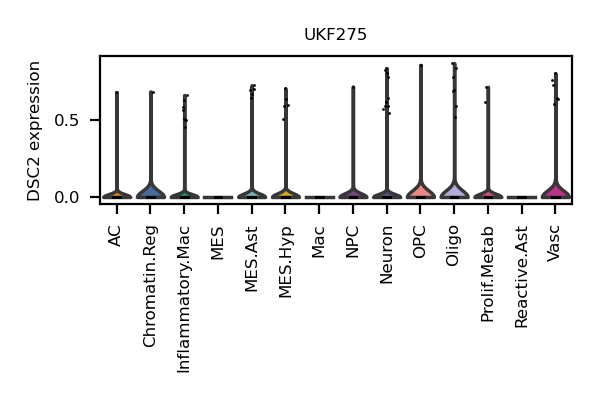 UKF275
DSC2 expression
0.5
0.0
AC
Chromatin.Reg
Inflammatory.Mac
MES
MES.Ast
MES.Hyp
Mac
NPC
Neuron
OPC
Oligo
Prolif.Metab
Reactive.Ast
Vasc